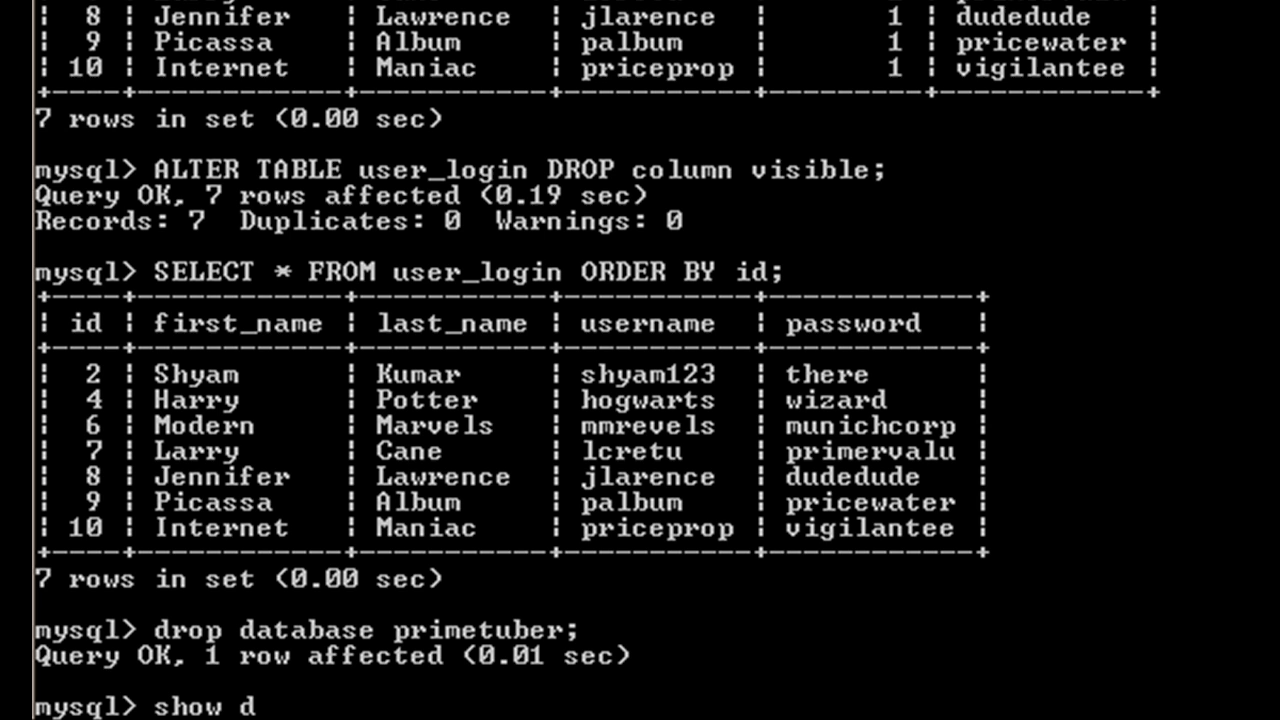 | 8 | Jennifer | Lawrence | jlarence | 1 | dudedude |
| 9 | Picassa | Album | palbum | 1 | pricewater |
| 10 | Internet | Maniac | priceprop | 1 | vigilantee |
+----+------------+-----------+-----------+---------+-------------+
7 rows in set (0.00 sec)
mysql> ALTER TABLE user_login DROP column visible;
Query OK, 7 rows affected (0.19 sec)
Records: 7  Duplicates: 0  Warnings: 0
mysql> SELECT * FROM user_login ORDER BY id;
+----+------------+-----------+-----------+------------+
| id | first_name | last_name | username | password |
+----+------------+-----------+-----------+------------+
| 2 | Shyam | Kumar | shyam123 | there |
| 4 | Harry | Potter | hogwarts | wizard |
| 6 | Modern | Marvels | mmrevels | munichcorp |
| 7 | Larry | Cane | lcretu | primervalu |
| 8 | Jennifer | Lawrence | jlarence | dudedude |
| 9 | Picassa | Album | palbum | pricewater |
| 10 | Internet | Maniac | priceprop | vigilantee |
+----+------------+-----------+-----------+------------+
7 rows in set (0.00 sec)
mysql> drop database primetuber;
Query OK, 1 row affected (0.01 sec)
mysql> show d